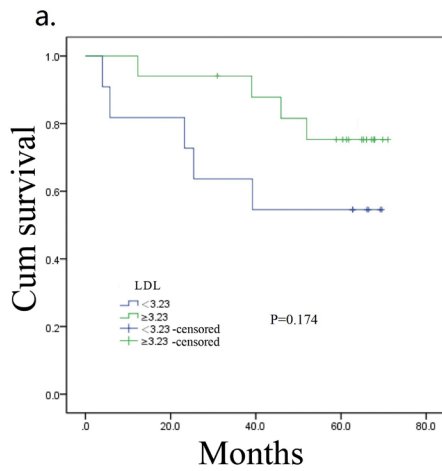 a.
1.0
0.8
0.6
0.4
0.2
0.0
Cum survival
LDL
<3.23
≥3.23
<3.23 -censored
≥3.23 -censored
P=0.174
.0 20.0 40.0 60.0 80.0
Months